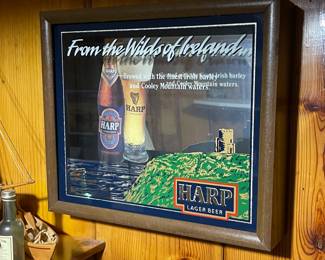 From the Wilds of Ireland...
Brewed with the finest Irish barley
and Cooley Mountain waters.
HARP
HARP
HARP
LAGER BEER